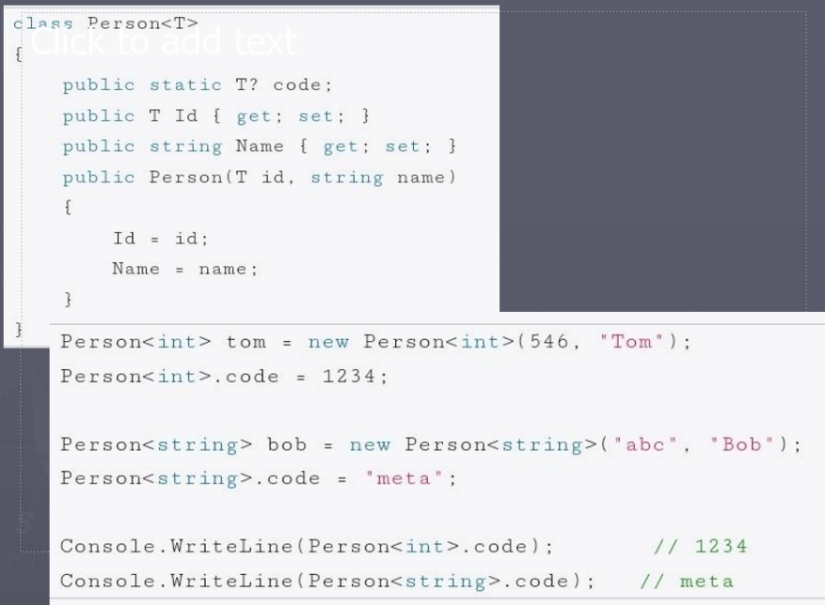 class Person<T>
Click to add text
{
public static T? code;
public T Id { get; set; }
public string Name { get; set; }
public Person(T id, string name)
{
Id = id;
Name = name;
}
}
Person<int> tom = new Person<int>(546, "Tom");
Person<int>.code = 1234;
Person<string> bob = new Person<string>("abc", "Bob");
Person<string>.code = "meta";
Console.WriteLine(Person<int>.code); // 1234
Console.WriteLine(Person<string>.code); // meta